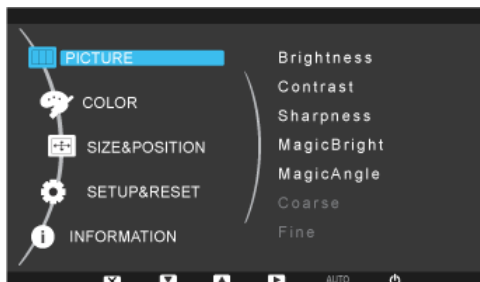 PICTURE
COLOR
SIZE&POSITION
SETUP&RESET
INFORMATION
Brightness
Contrast
Sharpness
MagicBright
MagicAngle
Coarse
Fine
AUTO